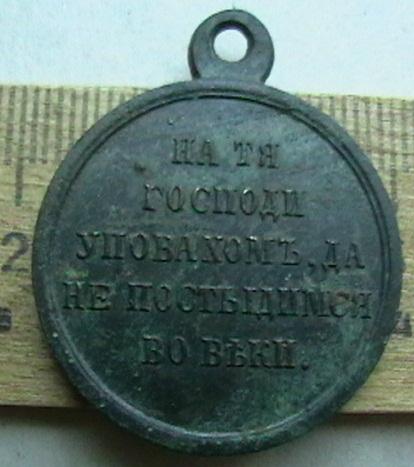 НА ТЯ
ГОСПОДИ
УПОВАХОМЪ, ДА
НЕ ПОСТЫДИМСЯ
ВО ВѢКИ.
2